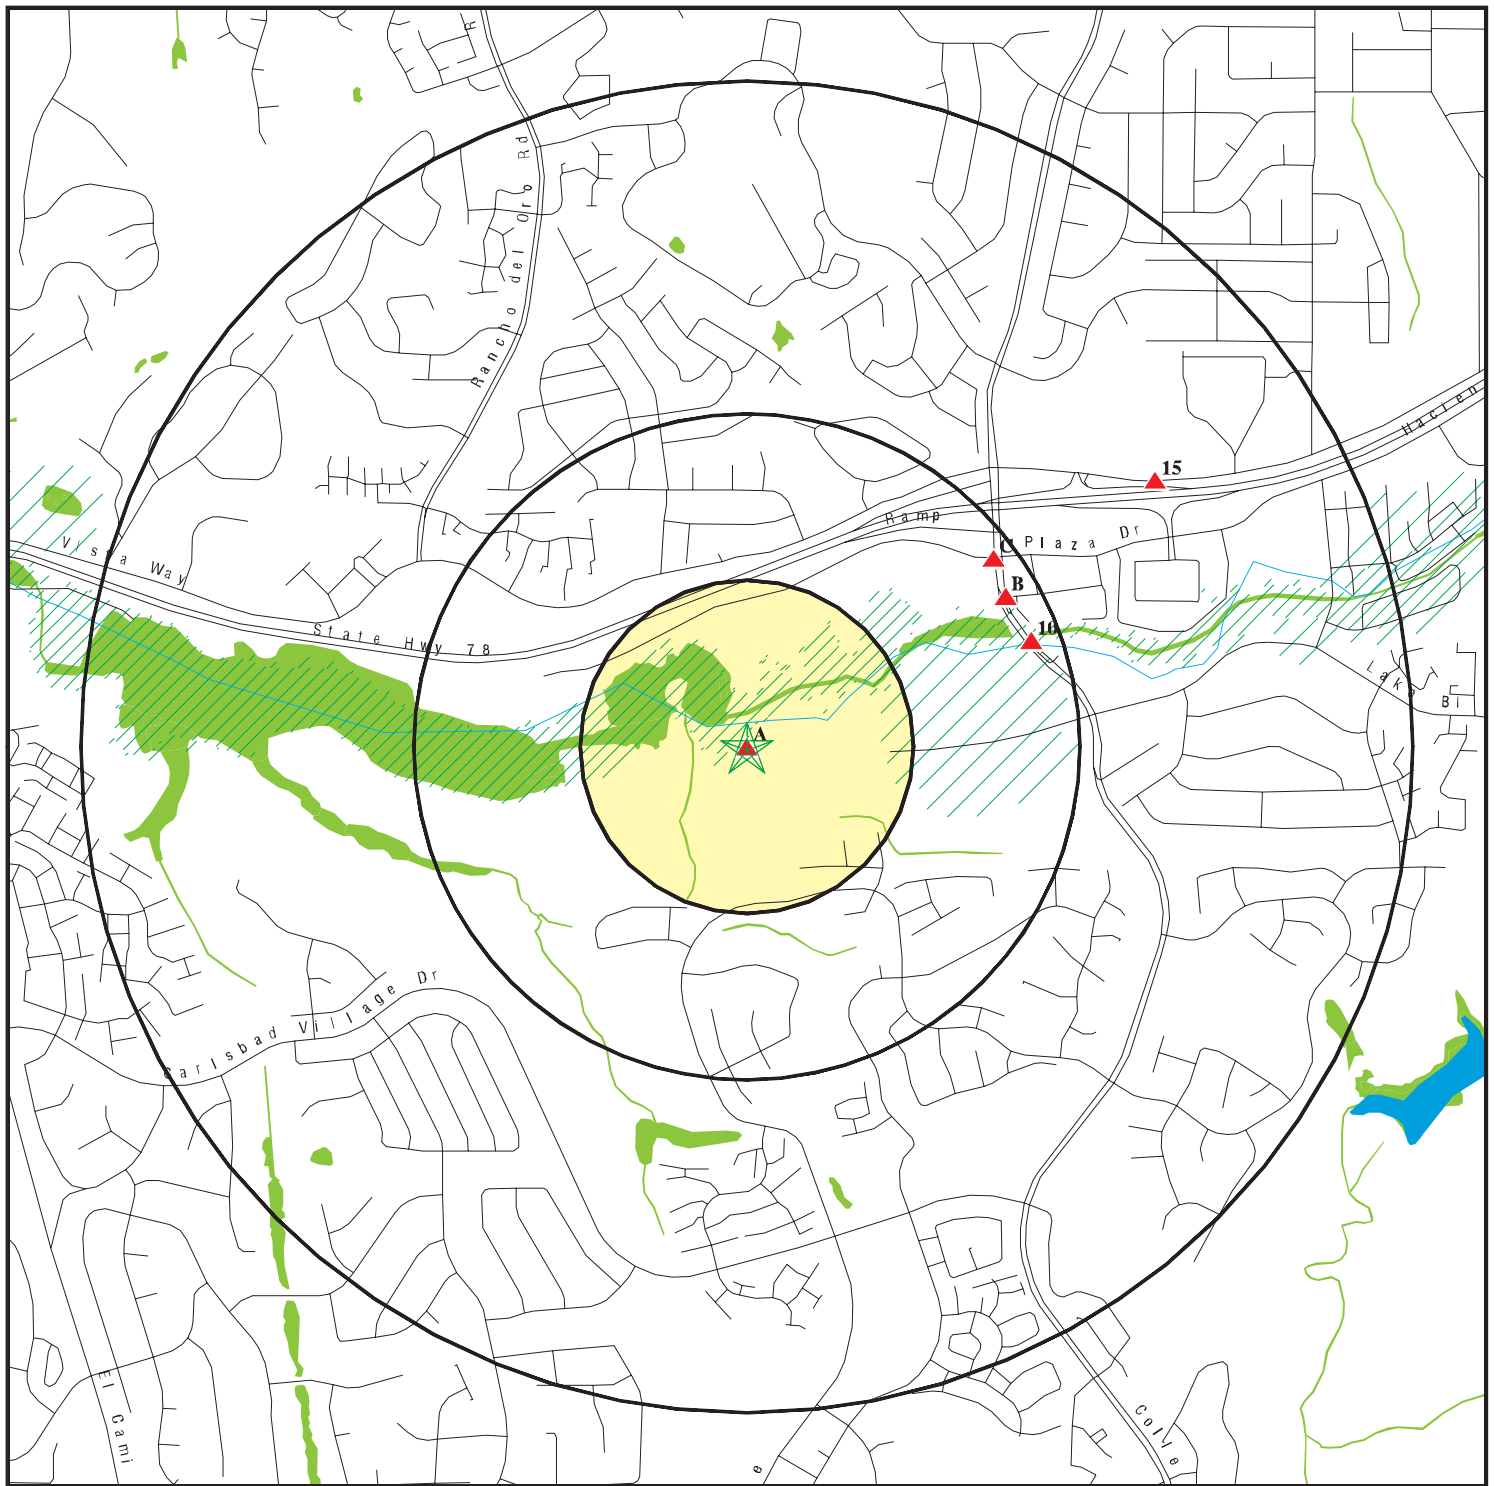 Rancho del Oro Rd
Hacien
15
Ramp
Plaza Dr
Vista Way
C
B
State Hwy 78
16
Lake Bl
A
Carlsbad Village Dr
El Cami
Colle
e
R